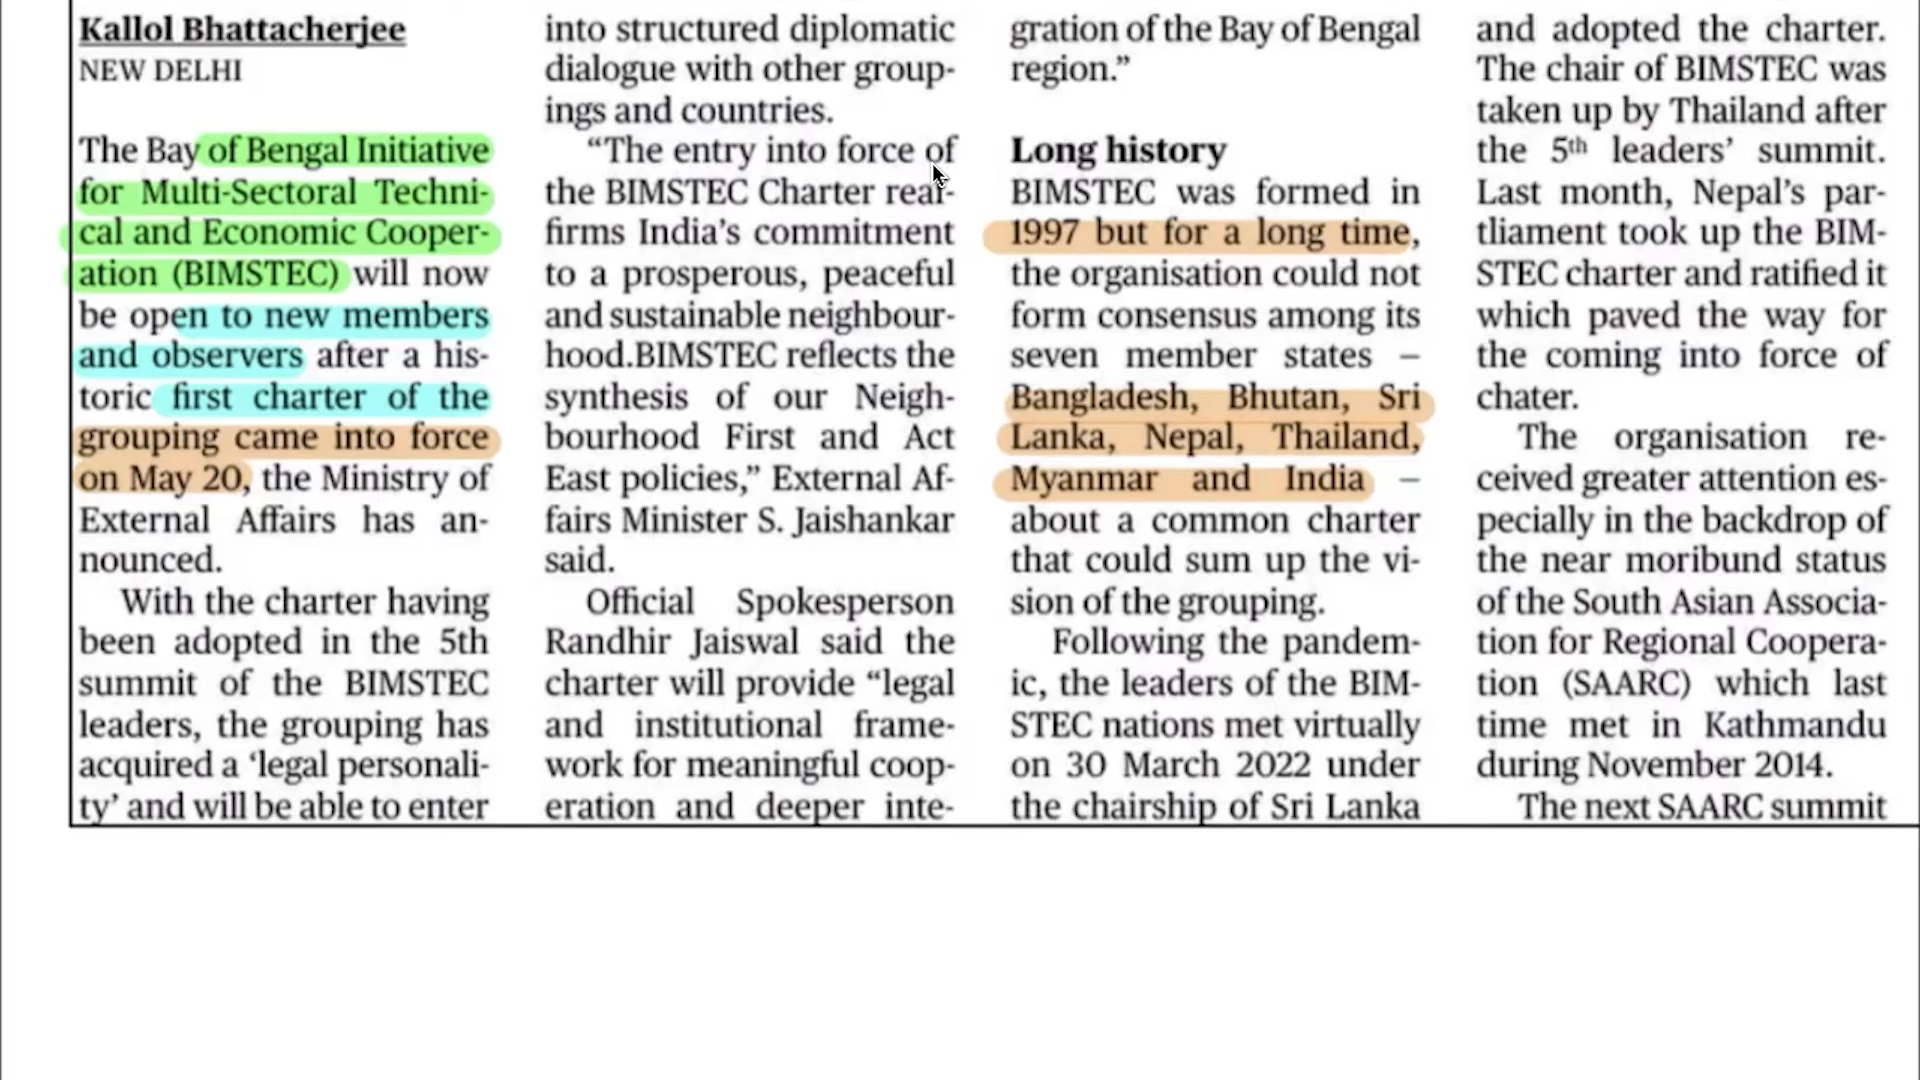 Kallol Bhattacherjee
NEW DELHI
The Bay of Bengal Initiative
for Multi-Sectoral Techni-
cal and Economic Cooper-
ation (BIMSTEC) will now
be open to new members
and observers after a his-
toric first charter of the
grouping came into force
on May 20, the Ministry of
External Affairs has an-
nounced.
With the charter having
been adopted in the 5th
summit of the BIMSTEC
leaders, the grouping has
acquired a ‘legal personali-
ty’ and will be able to enter
into structured diplomatic
dialogue with other group-
ings and countries.
“The entry into force of
the BIMSTEC Charter reaf-
firms India’s commitment
to a prosperous, peaceful
and sustainable neighbour-
hood.BIMSTEC reflects the
synthesis of our Neigh-
bourhood First and Act
East policies,” External Af-
fairs Minister S. Jaishankar
said.
Official Spokesperson
Randhir Jaiswal said the
charter will provide “legal
and institutional frame-
work for meaningful coop-
eration and deeper inte-
gration of the Bay of Bengal
region.”
Long history
BIMSTEC was formed in
1997 but for a long time,
the organisation could not
form consensus among its
seven member states –
Bangladesh, Bhutan, Sri
Lanka, Nepal, Thailand,
Myanmar and India –
about a common charter
that could sum up the vi-
sion of the grouping.
Following the pandem-
ic, the leaders of the BIM-
STEC nations met virtually
on 30 March 2022 under
the chairship of Sri Lanka
and adopted the charter.
The chair of BIMSTEC was
taken up by Thailand after
the 5th leaders’ summit.
Last month, Nepal’s par-
tliament took up the BIM-
STEC charter and ratified it
which paved the way for
the coming into force of
chater.
The organisation re-
ceived greater attention es-
pecially in the backdrop of
the near moribund status
of the South Asian Associa-
tion for Regional Coopera-
tion (SAARC) which last
time met in Kathmandu
during November 2014.
The next SAARC summit